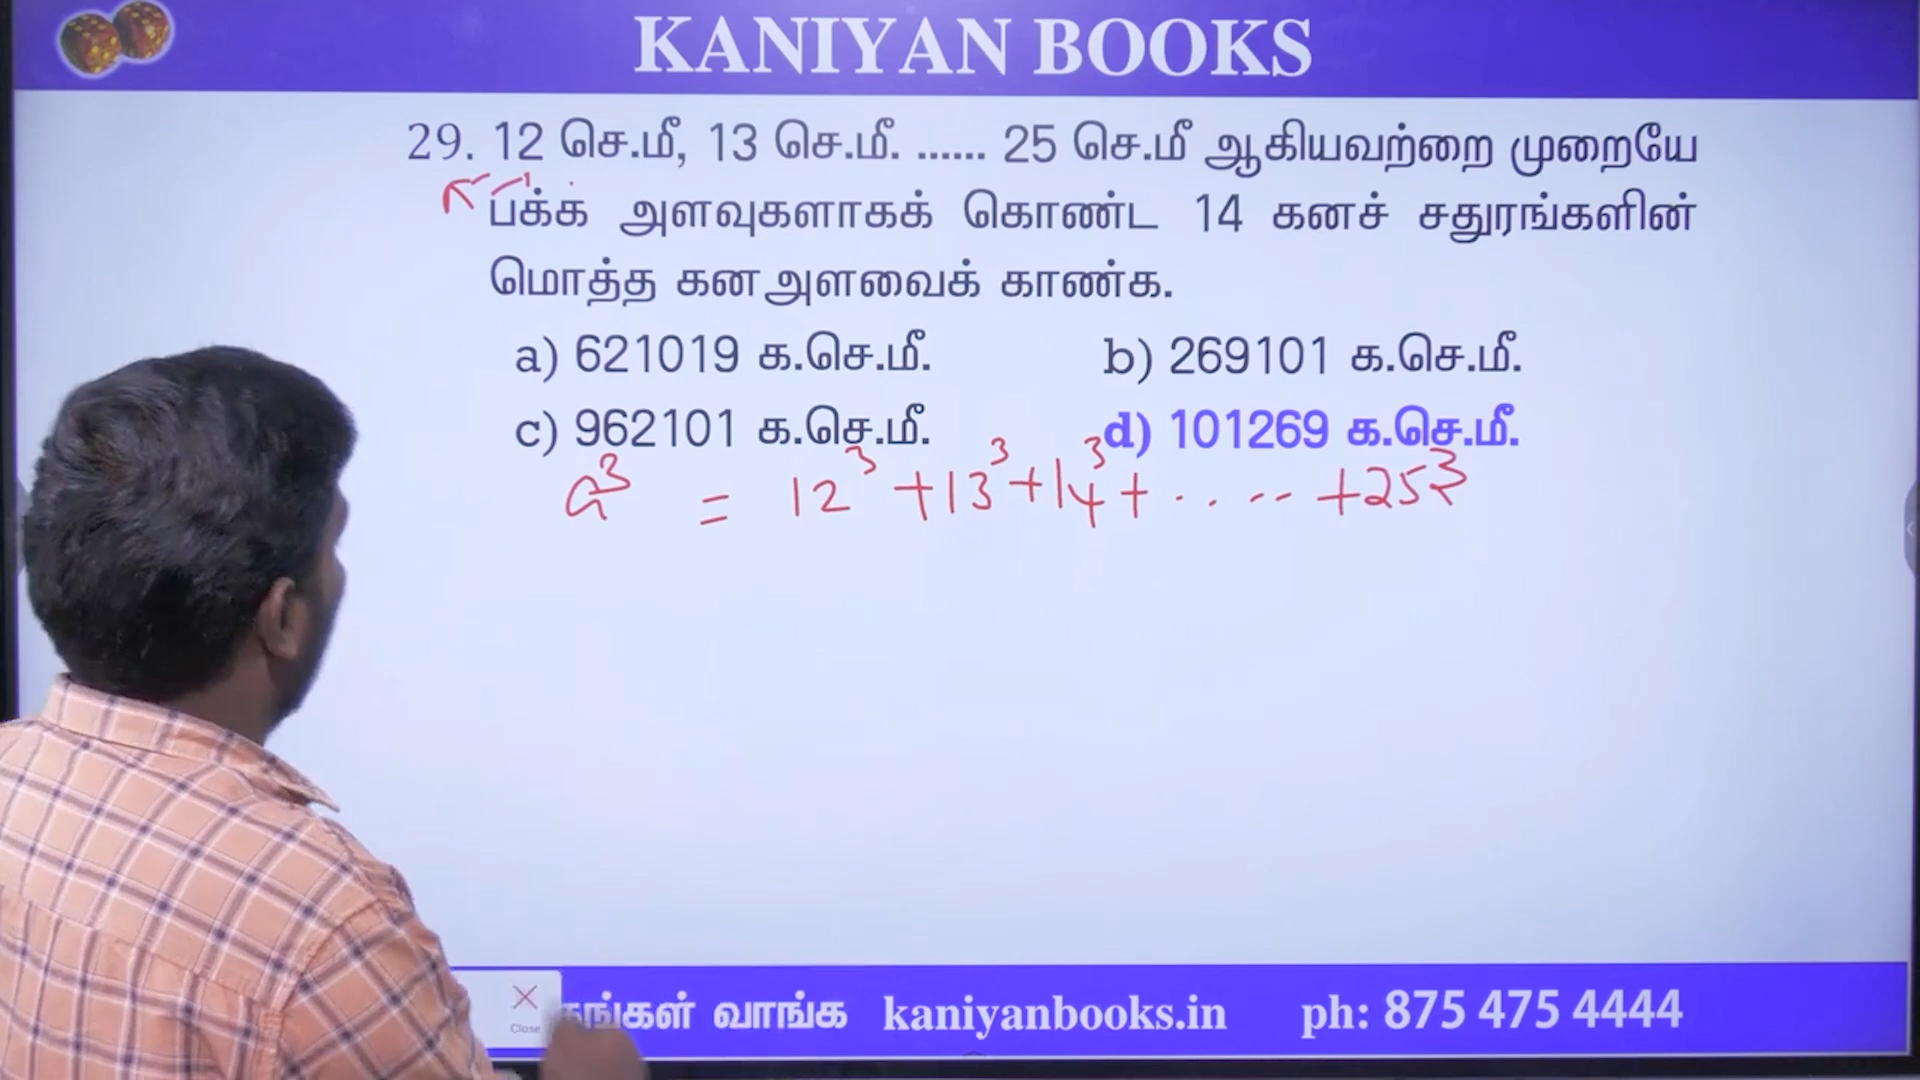 KANIYAN BOOKS
29. 12 செ.மீ, 13 செ.மீ. ...... 25 செ.மீ ஆகியவற்றை முறையே
பக்க அளவுகளாகக் கொண்ட 14 கனச் சதுரங்களின்
மொத்த கனஅளவைக் காண்க.
a) 621019 க.செ.மீ. b) 269101 க.செ.மீ.
c) 962101 க.செ.மீ. d) 101269 க.செ.மீ.
a³ = 12³ + 13³ + 14³ + ..... + 25³
Close
வாங்க kaniyanbooks.in ph: 875 475 4444